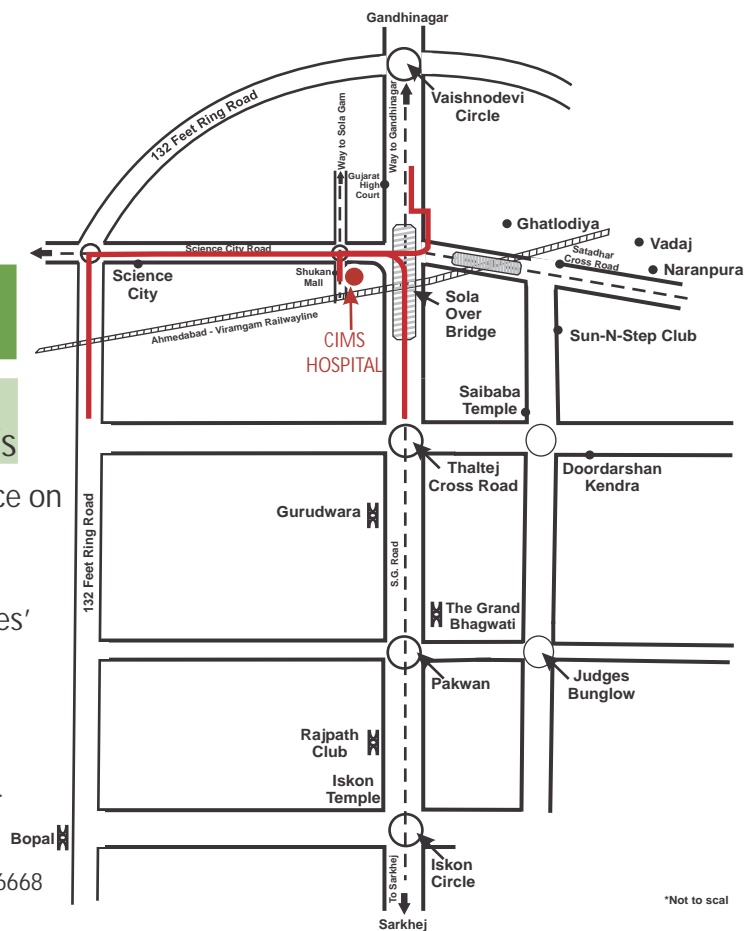 Gandhinagar
Vaishnodevi
Circle
132 Feet Ring Road
Way to Sola Gam
Way to Gandhinagar
Gujarat
High
Court
Ghatlodiya
Satadhar
Cross Road
Vadaj
Naranpura
Science City Road
Science
City
Shukan
Mall
Sola
Over
Bridge
Ahmedabad - Viramgam Railwayline
CIMS
HOSPITAL
Sun-N-Step Club
Saibaba
Temple
Thaltej
Cross Road
Doordarshan
Kendra
s
ce on
Gurudwara
132 Feet Ring Road
S.G. Road
es’
The Grand
Bhagwati
Pakwan
Judges
Bunglow
Rajpath
Club
Iskon
Temple
.
Bopal
Iskon
Circle
6668
To Sarkhej
Sarkhej
*Not to scal